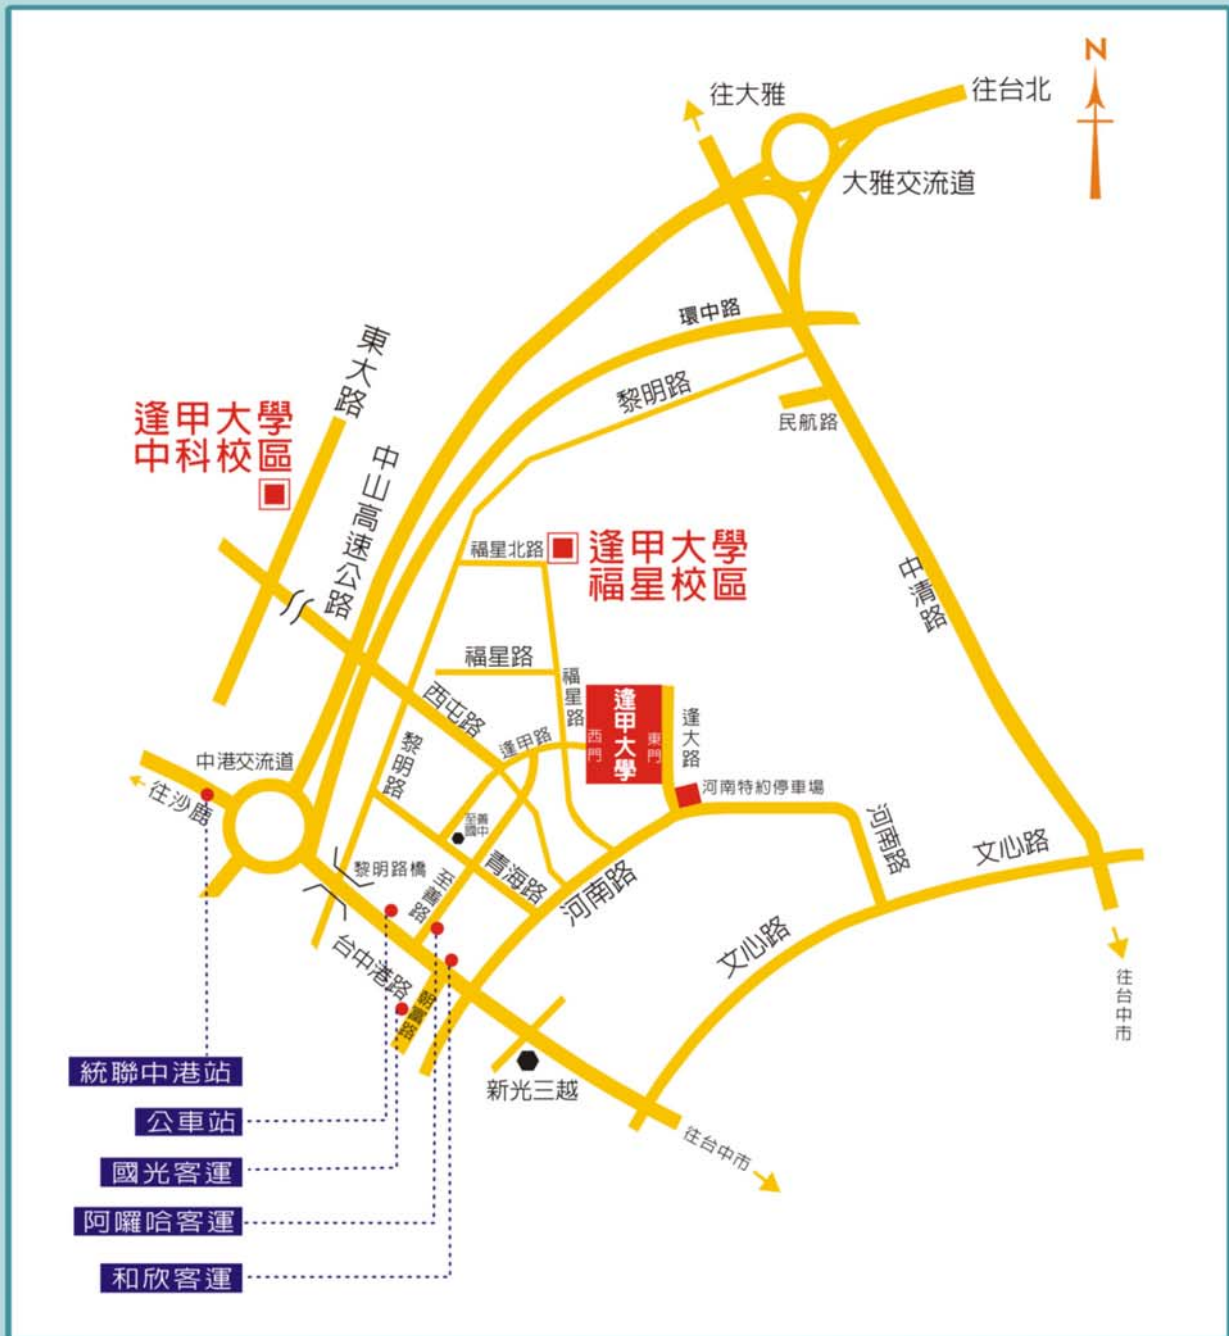 N
往大雅
往台北
大雅交流道
環中路
東大路
黎明路
民航路
逢甲大學
中科校區
中山高速公路
福星北路
逢甲大學
福星校區
中清路
福星路
福星路
西屯路
逢甲大學
西門
東門
逢大路
逢甲路
黎明路
中港交流道
往沙鹿
河南特約停車場
至善
國中
河南路
文心路
黎明路橋
青海路
至善路
河南路
台中港路
文心路
朝富路
往台中市
新光三越
往台中市
統聯中港站
公車站
國光客運
阿囉哈客運
和欣客運